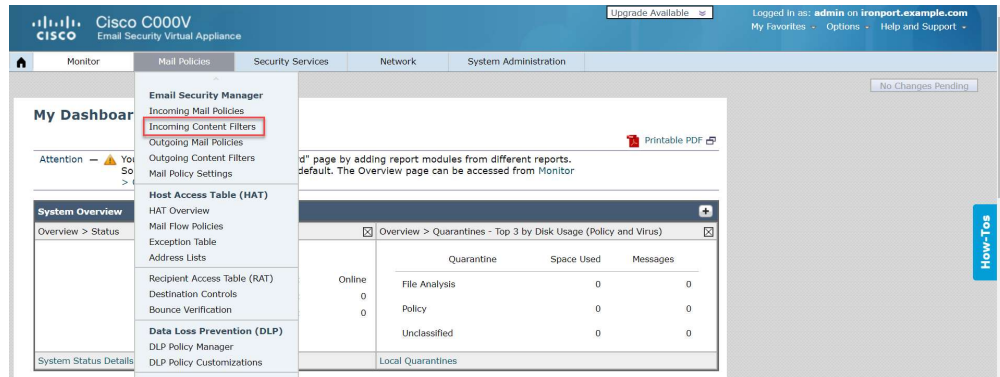 Cisco C000V
CISCO Email Security Virtual Appliance
Upgrade Available
Logged in as: admin on ironport.example.com
My Favorites Options Help and Support
Monitor Mail Policies Security Services Network System Administration
No Changes Pending
My Dashboar
Printable PDF
Email Security Manager
Incoming Mail Policies
Incoming Content Filters
Outgoing Mail Policies
Outgoing Content Filters
Mail Policy Settings
Host Access Table (HAT)
HAT Overview
Mail Flow Policies
Exception Table
Address Lists
Recipient Access Table (RAT)
Destination Controls
Bounce Verification
Data Loss Prevention (DLP)
DLP Policy Manager
DLP Policy Customizations
Attention — You
d" page by adding report modules from different reports.
So
default. The Overview page can be accessed from Monitor
>
System Overview
Overview > Status
Online
0
0
System Status Details
Overview > Quarantines - Top 3 by Disk Usage (Policy and Virus)
Quarantine Space Used Messages
File Analysis 0 0
Policy 0 0
Unclassified 0 0
Local Quarantines
How-Tos